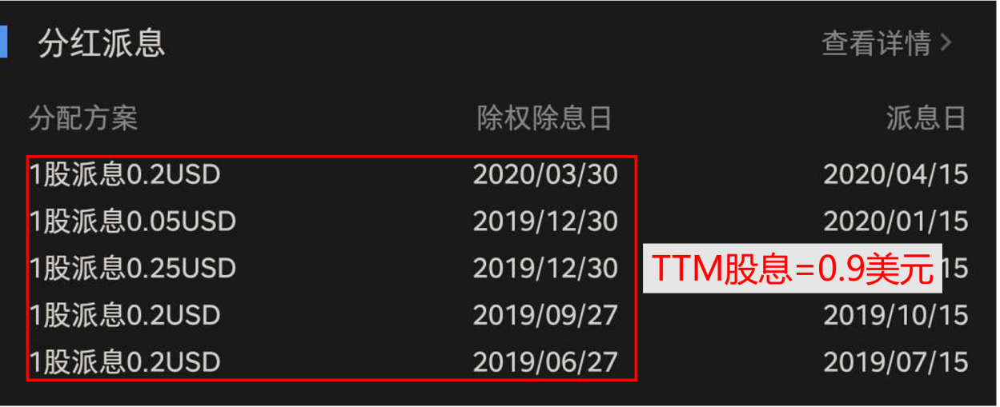 分红派息 查看详情 >
分配方案 除权除息日 派息日
1股派息0.2USD 2020/03/30 2020/04/15
1股派息0.05USD 2019/12/30 2020/01/15
1股派息0.25USD 2019/12/30 TTM股息=0.9美元 15
1股派息0.2USD 2019/09/27 2019/10/15
1股派息0.2USD 2019/06/27 2019/07/15